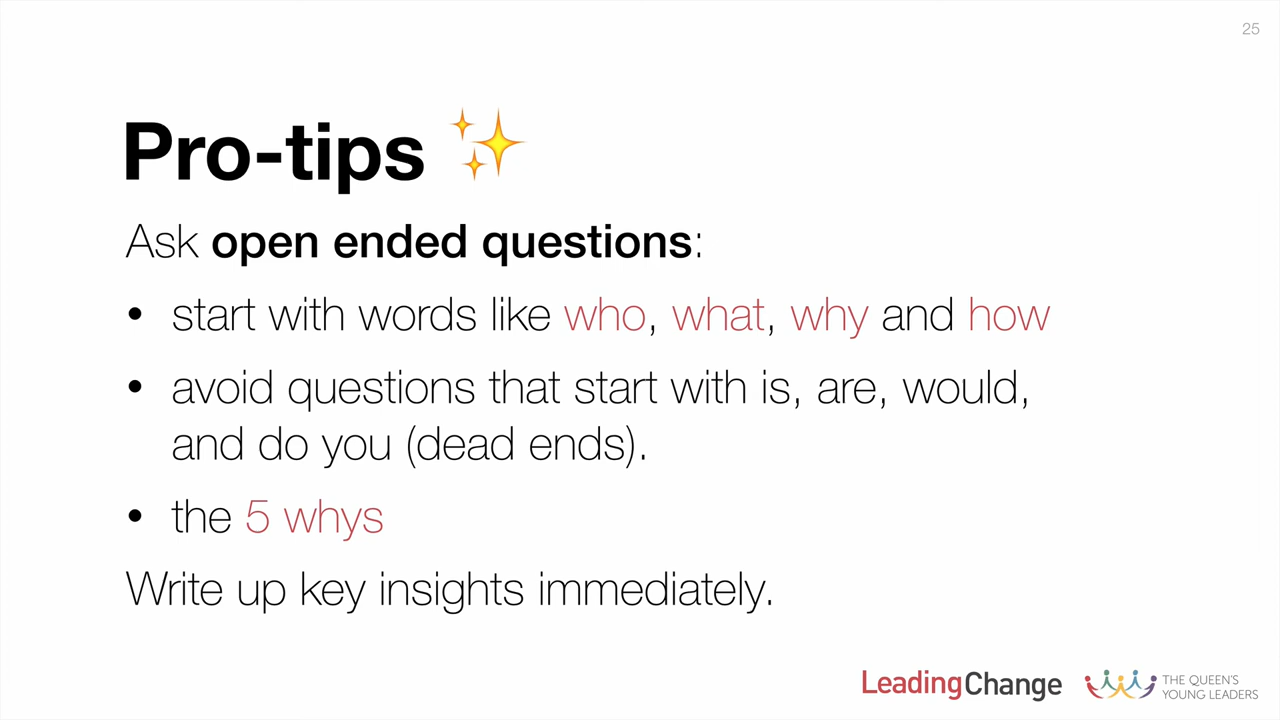 25
Pro-tips ✨
Ask open ended questions:
• start with words like who, what, why and how
• avoid questions that start with is, are, would,
and do you (dead ends).
• the 5 whys
Write up key insights immediately.
LeadingChange
THE QUEEN'S
YOUNG LEADERS